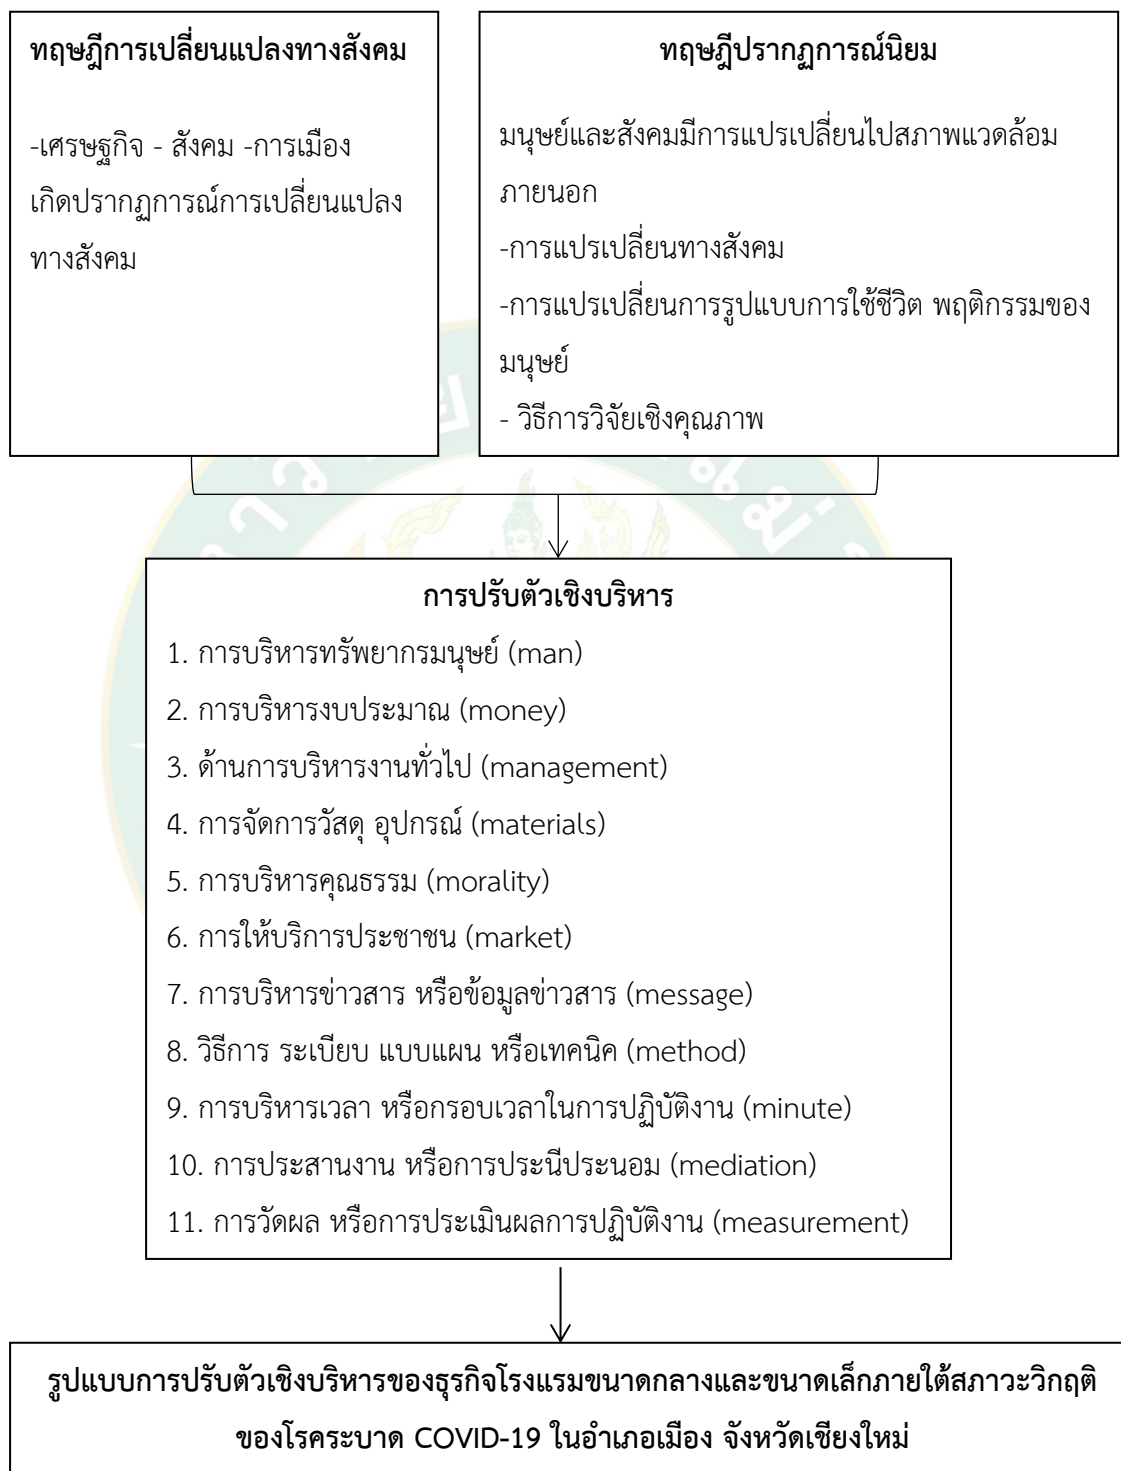 ทฤษฎีการเปลี่ยนแปลงทางสังคม
-เศรษฐกิจ - สังคม -การเมือง
เกิดปรากฏการณ์การเปลี่ยนแปลง
ทางสังคม
ทฤษฎีปรากฏการณ์นิยม
มนุษย์และสังคมมีการแปรเปลี่ยนไปสภาพแวดล้อม
ภายนอก
-การแปรเปลี่ยนทางสังคม
-การแปรเปลี่ยนการรูปแบบการใช้ชีวิต พฤติกรรมของ
มนุษย์
- วิธีการวิจัยเชิงคุณภาพ
การปรับตัวเชิงบริหาร
1. การบริหารทรัพยากรมนุษย์ (man)
2. การบริหารงบประมาณ (money)
3. ด้านการบริหารงานทั่วไป (management)
4. การจัดการวัสดุ อุปกรณ์ (materials)
5. การบริหารคุณธรรม (morality)
6. การให้บริการประชาชน (market)
7. การบริหารข่าวสาร หรือข้อมูลข่าวสาร (message)
8. วิธีการ ระเบียบ แบบแผน หรือเทคนิค (method)
9. การบริหารเวลา หรือกรอบเวลาในการปฏิบัติงาน (minute)
10. การประสานงาน หรือการประนีประนอม (mediation)
11. การวัดผล หรือการประเมินผลการปฏิบัติงาน (measurement)
รูปแบบการปรับตัวเชิงบริหารของธุรกิจโรงแรมขนาดกลางและขนาดเล็กภายใต้สภาวะวิกฤติ
ของโรคระบาด COVID-19 ในอำเภอเมือง จังหวัดเชียงใหม่